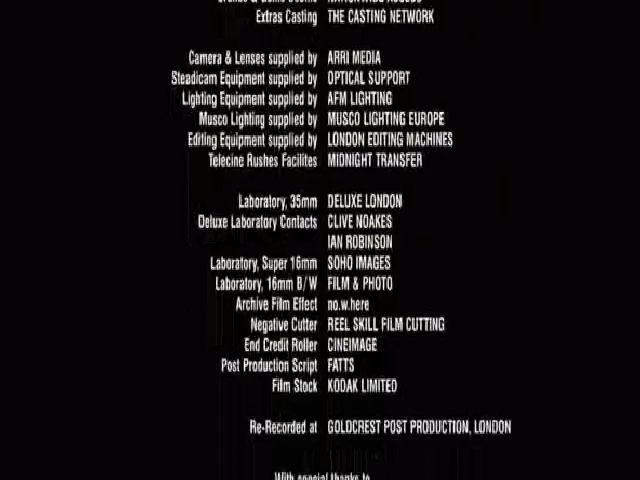 Extras Casting THE CASTING NETWORK
Camera & Lenses supplied by ARRI MEDIA
Steadicam Equipment supplied by OPTICAL SUPPORT
Lighting Equipment supplied by AFM LIGHTING
Musco Lighting supplied by MUSCO LIGHTING EUROPE
Editing Equipment supplied by LONDON EDITING MACHINES
Telecine Rushes Facilites MIDNIGHT TRANSFER
Laboratory, 35mm DELUXE LONDON
Deluxe Laboratory Contacts CLIVE NOAKES
IAN ROBINSON
Laboratory, Super 16mm SOHO IMAGES
Laboratory, 16mm B/W FILM & PHOTO
Archive Film Effect no.w.here
Negative Cutter REEL SKILL FILM CUTTING
End Credit Roller CINEIMAGE
Post Production Script FATTS
Film Stock KODAK LIMITED
Re-Recorded at GOLDCREST POST PRODUCTION, LONDON
With special thanks to